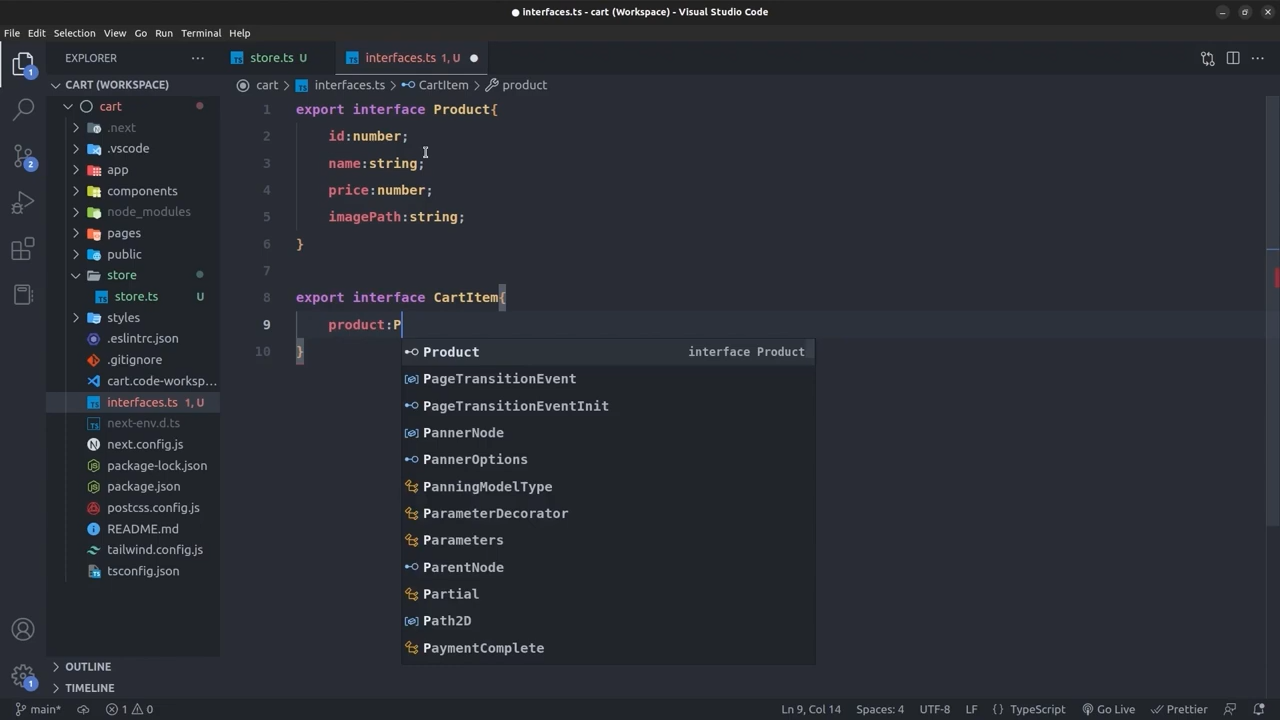 interfaces.ts - cart (Workspace) - Visual Studio Code
File Edit Selection View Go Run Terminal Help
EXPLORER
store.ts U
interfaces.ts 1, U
CART (WORKSPACE)
cart
.next
.vscode
app
components
node_modules
pages
public
store
store.ts U
styles
.eslintrc.json
.gitignore
cart.code-worksp...
interfaces.ts 1, U
next-env.d.ts
next.config.js
package-lock.json
package.json
postcss.config.js
README.md
tailwind.config.js
tsconfig.json
OUTLINE
TIMELINE
cart interfaces.ts CartItem product
1 export interface Product{
2 id:number;
3 name:string;
4 price:number;
5 imagePath:string;
6 }
7
8 export interface CartItem{
9 product:P
10 }
Product interface Product
PageTransitionEvent
PageTransitionEventInit
PannerNode
PannerOptions
PanningModelType
ParameterDecorator
Parameters
ParentNode
Partial
Path2D
PaymentComplete
1
2
1
main* 1 0 Ln 9, Col 14 Spaces: 4 UTF-8 LF {} TypeScript Go Live Prettier